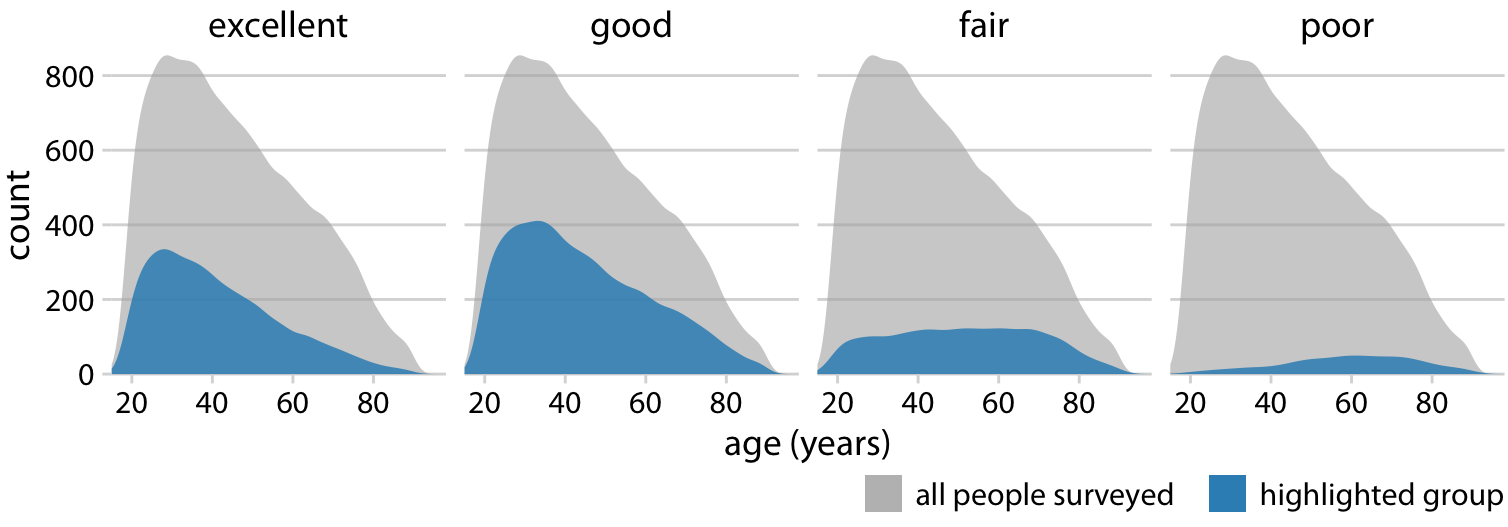 excellent good fair poor
count
800
600
400
200
0
20 40 60 80 20 40 60 80 20 40 60 80 20 40 60 80
age (years)
all people surveyed highlighted group